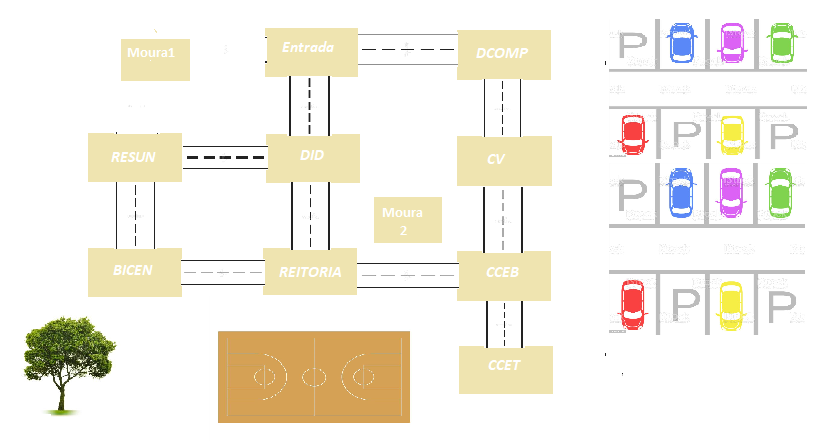 Moura1
Entrada
DCOMP
P
RESUN
DID
CV
P
P
Moura
2
P
BICEN
REITORIA
CCEB
P
P
CCET